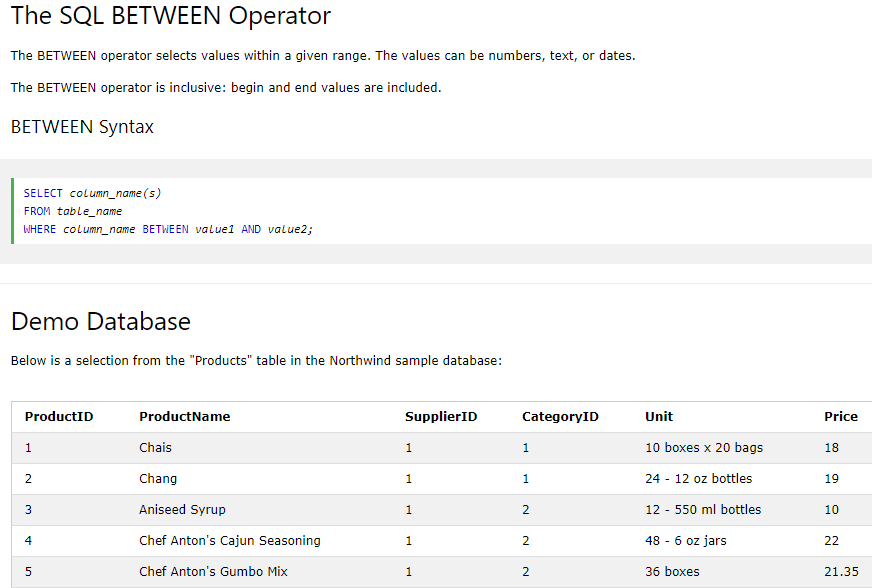 The SQL BETWEEN Operator
The BETWEEN operator selects values within a given range. The values can be numbers, text, or dates.
The BETWEEN operator is inclusive: begin and end values are included.
BETWEEN Syntax
SELECT column_name(s)
FROM table_name
WHERE column_name BETWEEN value1 AND value2;
Demo Database
Below is a selection from the "Products" table in the Northwind sample database:
ProductID ProductName SupplierID CategoryID Unit Price
1 Chais 1 1 10 boxes x 20 bags 18
2 Chang 1 1 24 - 12 oz bottles 19
3 Aniseed Syrup 1 2 12 - 550 ml bottles 10
4 Chef Anton's Cajun Seasoning 1 2 48 - 6 oz jars 22
5 Chef Anton's Gumbo Mix 1 2 36 boxes 21.35